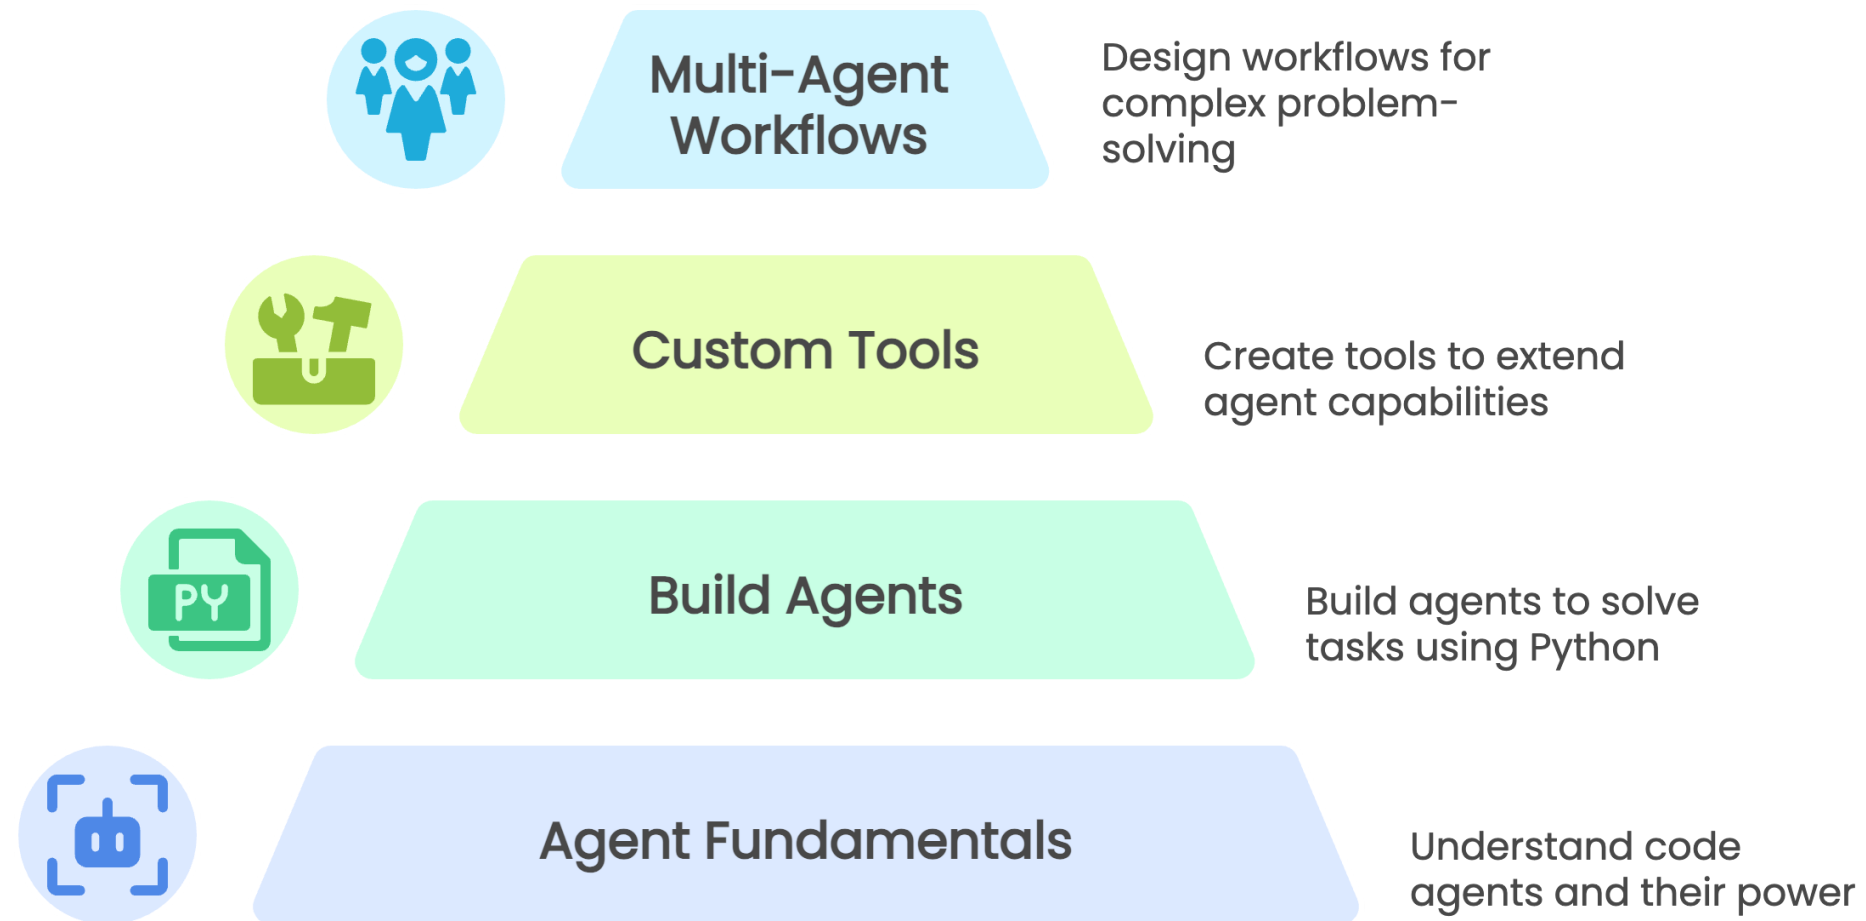 Multi-Agent
Workflows
Design workflows for
complex problem-
solving
Custom Tools
Create tools to extend
agent capabilities
PY
Build Agents
Build agents to solve
tasks using Python
Agent Fundamentals
Understand code
agents and their power